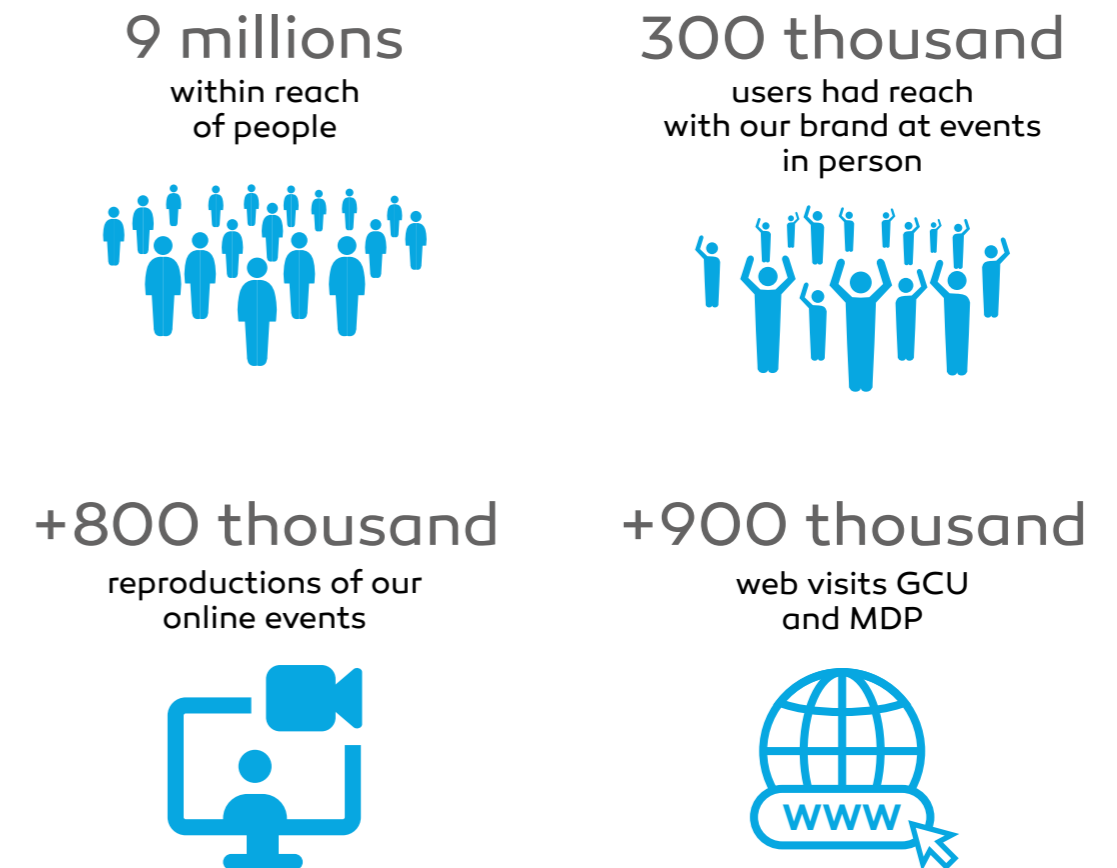 9 millions
within reach
of people
300 thousand
users had reach
with our brand at events
in person
+800 thousand
reproductions of our
online events
+900 thousand
web visits GCU
and MDP
www